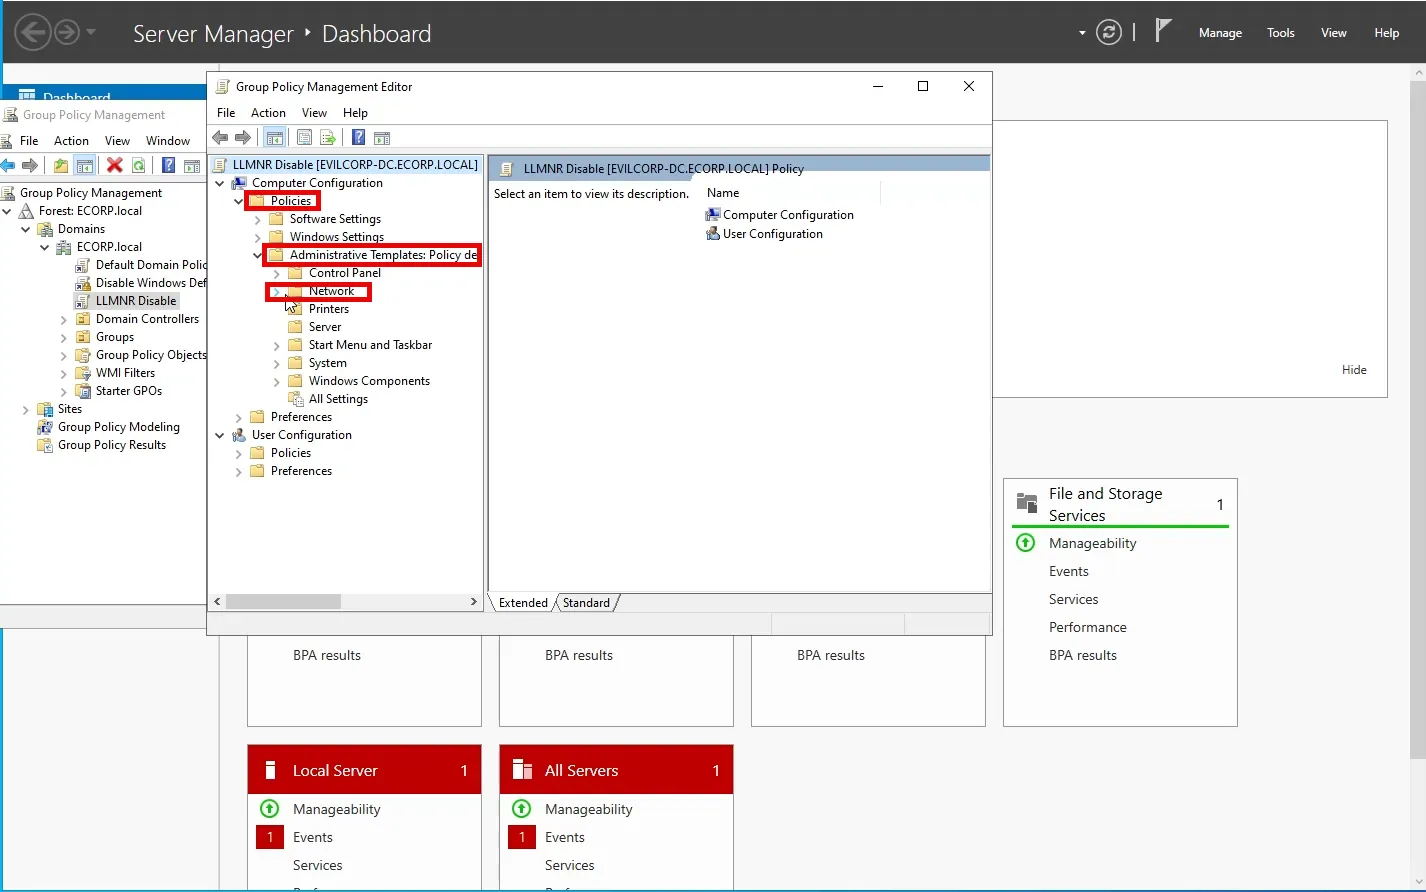 Server Manager ‣ Dashboard
Manage
Tools
View
Help
Dashboard
Group Policy Management
File
Action
View
Window
Group Policy Management
Forest: ECORP.local
Domains
ECORP.local
Default Domain Polic
Disable Windows Def
LLMNR Disable
Domain Controllers
Groups
Group Policy Objects
WMI Filters
Starter GPOs
Sites
Group Policy Modeling
Group Policy Results
Group Policy Management Editor
File
Action
View
Help
LLMNR Disable [EVILCORP-DC.ECORP.LOCAL]
Computer Configuration
Policies
Software Settings
Windows Settings
Administrative Templates: Policy de
Control Panel
Network
Printers
Server
Start Menu and Taskbar
System
Windows Components
All Settings
Preferences
User Configuration
Policies
Preferences
LLMNR Disable [EVILCORP-DC.ECORP.LOCAL] Policy
Select an item to view its description.
Name
Computer Configuration
User Configuration
Extended
Standard
Hide
File and Storage
Services
1
Manageability
Events
Services
Performance
BPA results
BPA results
BPA results
BPA results
Local Server
1
Manageability
1
Events
Services
All Servers
1
Manageability
1
Events
Services